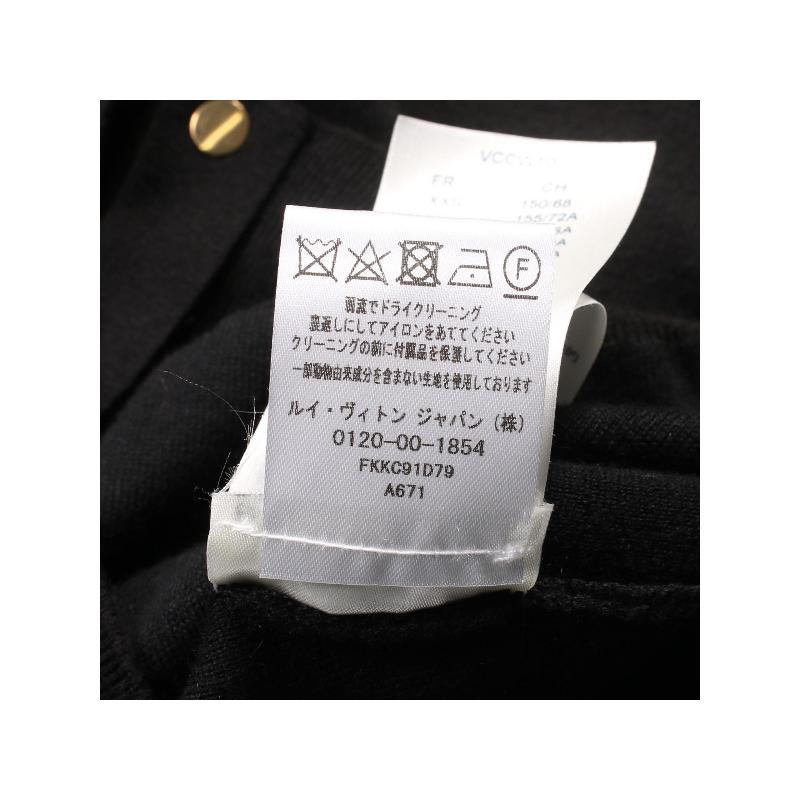 FR
CH
150/68
155/72A
F
弱流でドライクリーニング
裏返しにしてアイロンをあててください
クリーニングの前に付属品を保護してください
一部動物由来成分を含まない生地を使用しております
ルイ・ヴィトン ジャパン (株)
0120-00-1854
FKKC91D79
A671